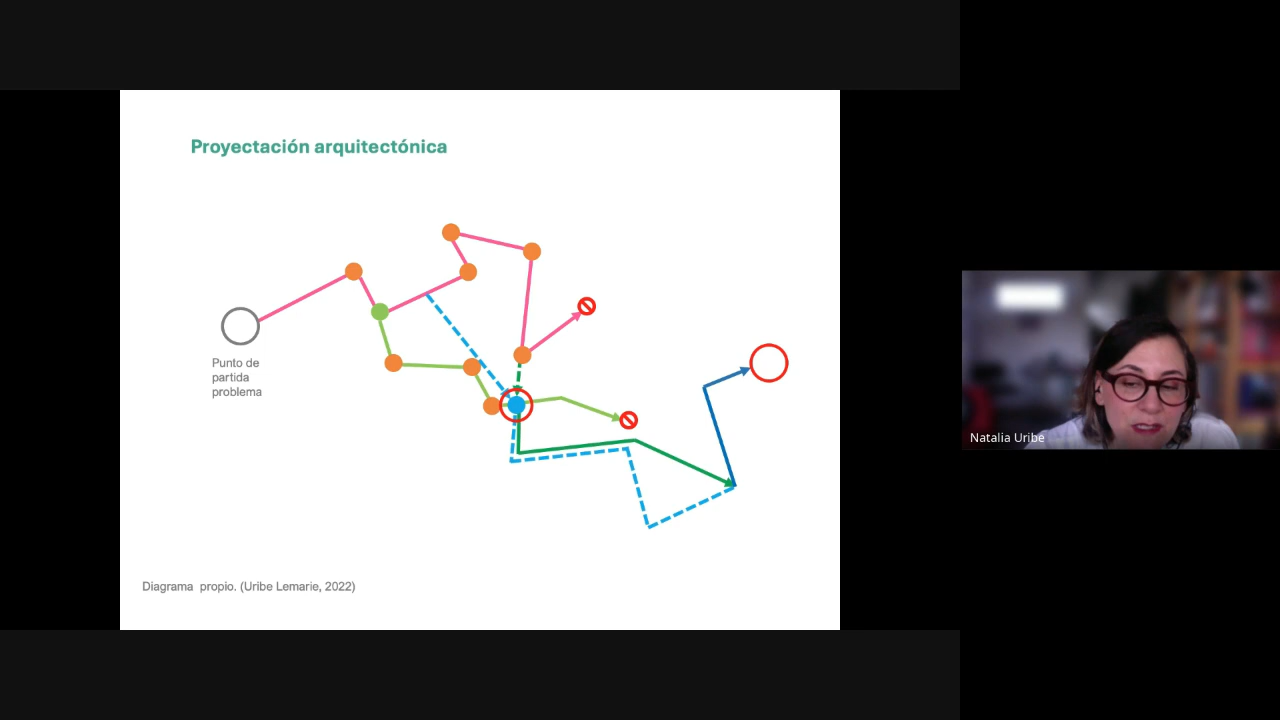 Proyectación arquitectónica
Punto de
partida
problema
Natalia Uribe
Diagrama propio. (Uribe Lemarie, 2022)